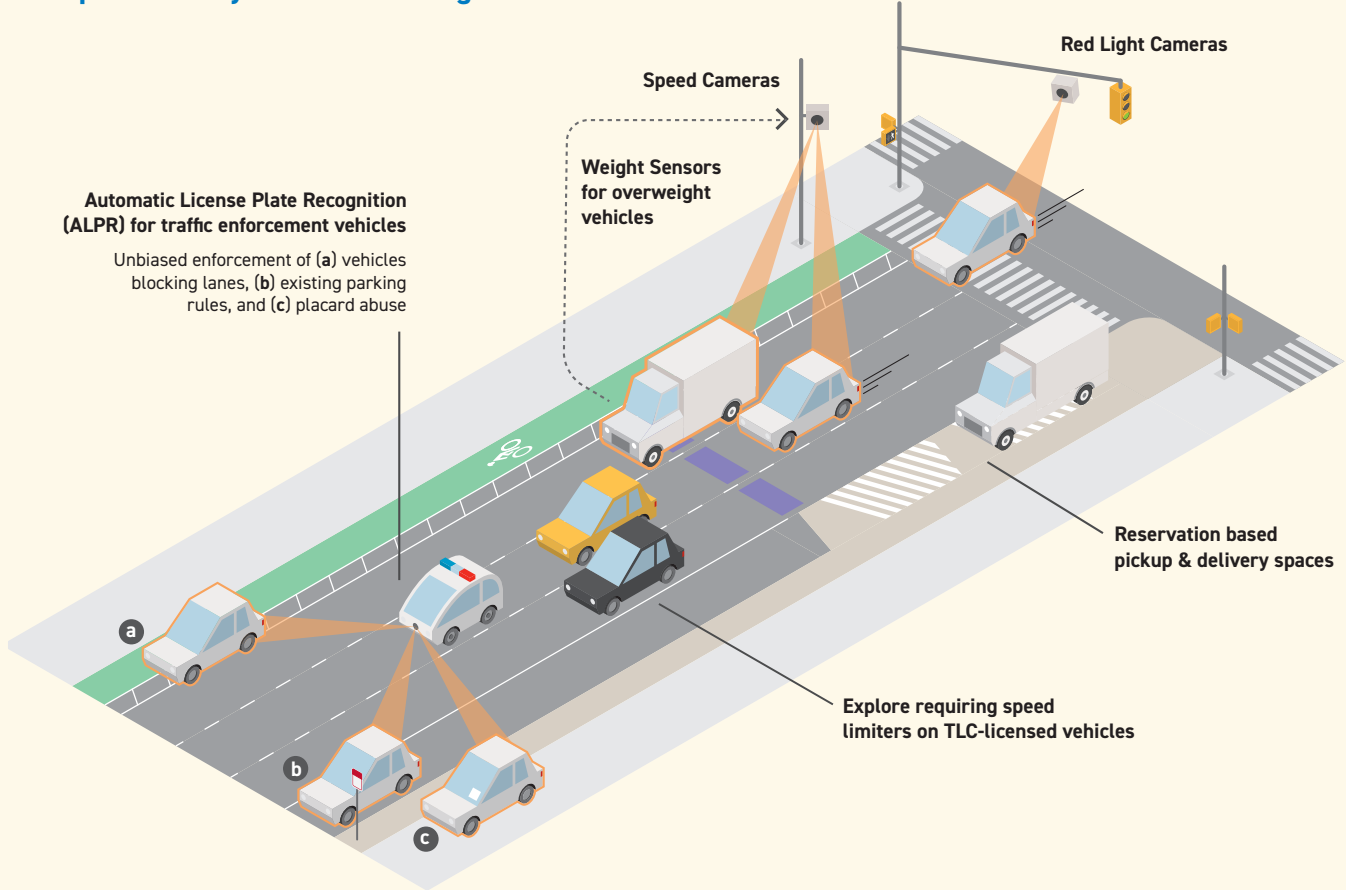 Red Light Cameras
Speed Cameras
Weight Sensors
for overweight
vehicles
Automatic License Plate Recognition
(ALPR) for traffic enforcement vehicles
Unbiased enforcement of (a) vehicles
blocking lanes, (b) existing parking
rules, and (c) placard abuse
Reservation based
pickup & delivery spaces
a
Explore requiring speed
limiters on TLC-licensed vehicles
b
c